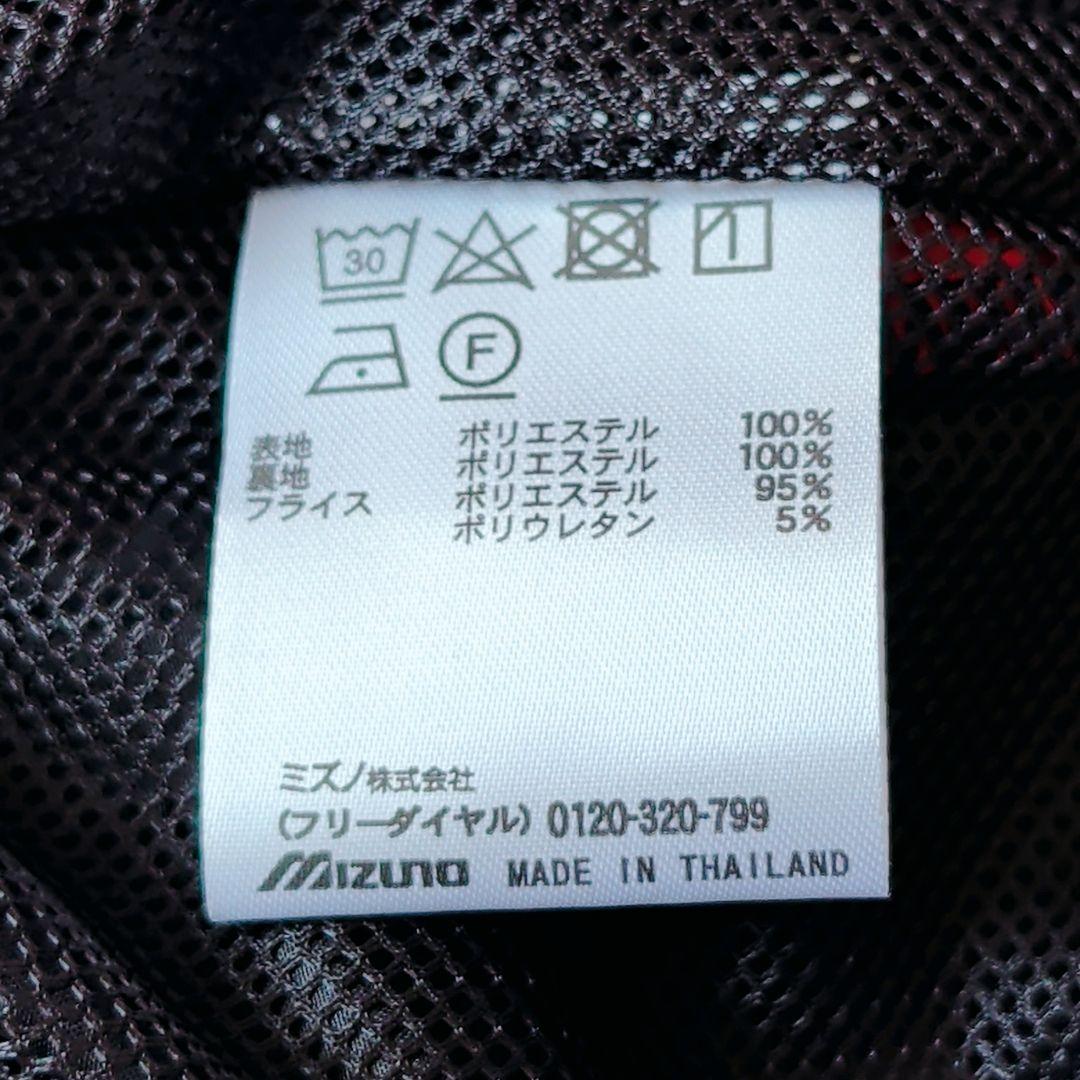 30
F
表地 ポリエステル 100%
裏地 ポリエステル 100%
フライス ポリエステル 95%
ポリウレタン 5%
ミズノ株式会社
(フリーダイヤル) 0120-320-799
MIZUNO MADE IN THAILAND